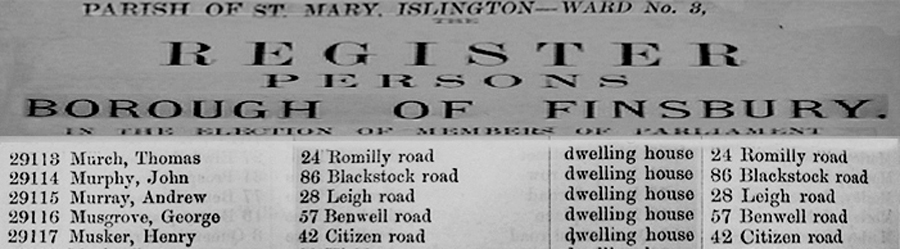 PARISH OF ST. MARY, ISLINGTON—WARD No. 3,
THE
REGISTER
PERSONS
BOROUGH OF FINSBURY.
IN THE ELECTION OF MEMBERS OF PARLIAMENT
29113 Murch, Thomas 24 Romilly road dwelling house 24 Romilly road
29114 Murphy, John 86 Blackstock road dwelling house 86 Blackstock road
29115 Murray, Andrew 28 Leigh road dwelling house 28 Leigh road
29116 Musgrove, George 57 Benwell road dwelling house 57 Benwell road
29117 Musker, Henry 42 Citizen road dwelling house 42 Citizen road